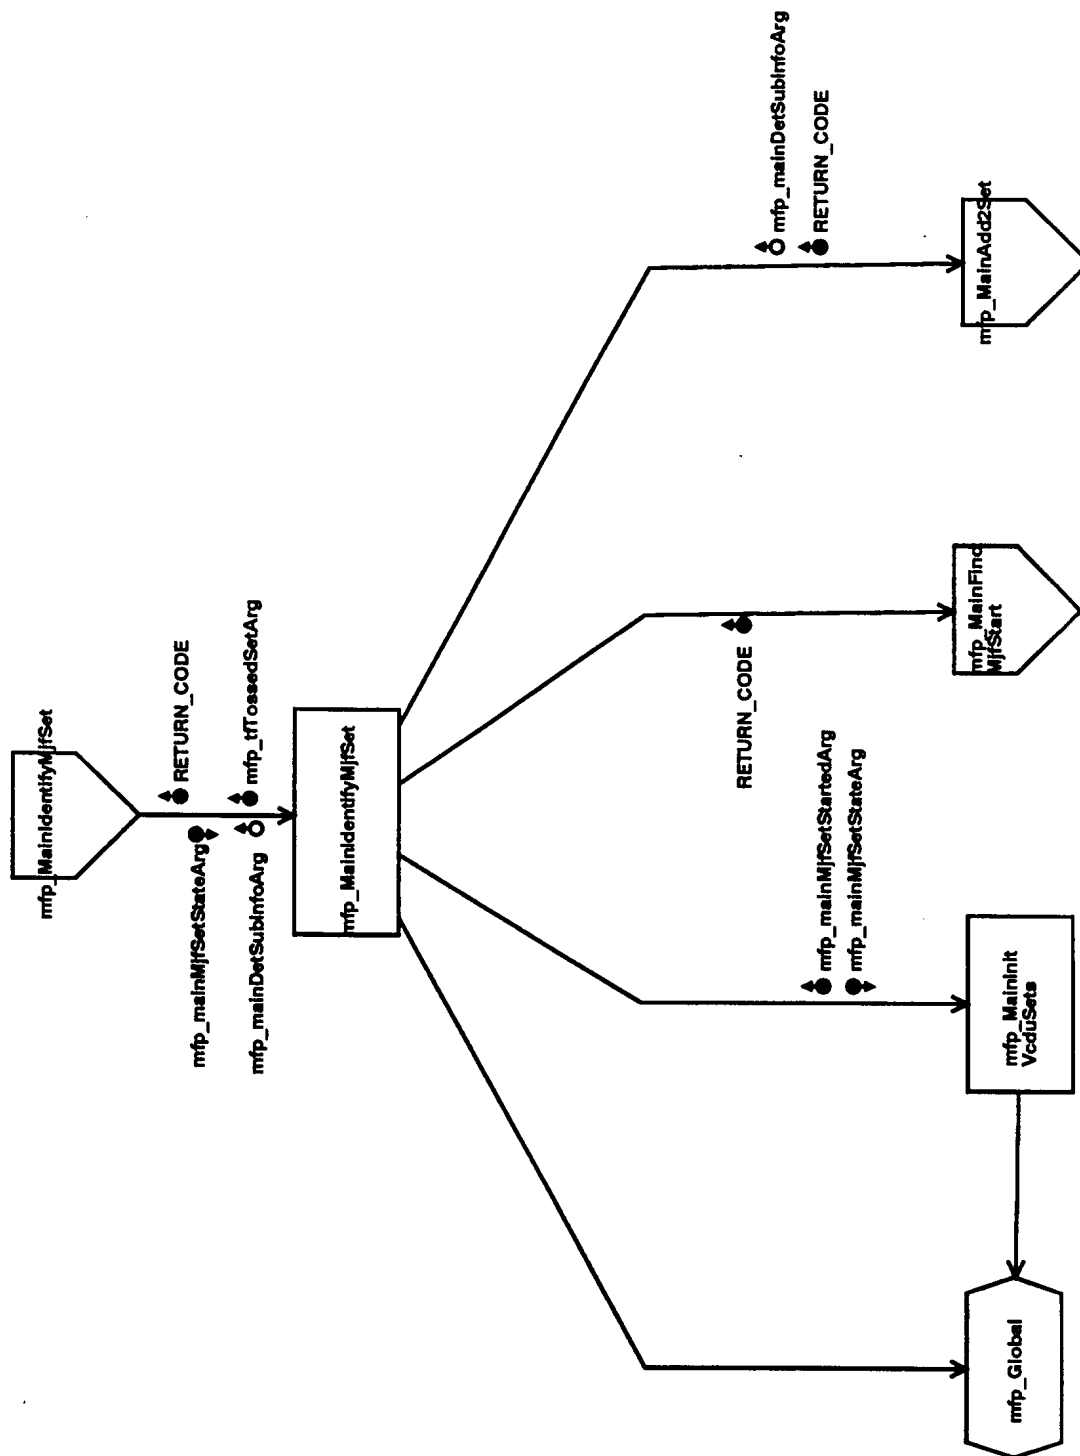 mfp_MainIdentifyMjfSet
RETURN_CODE
mfp_mainMjfSetStateArg
mfp_tfTossedSetArg
mfp_mainDetSubInfoArg
mfp_MainIdentifyMjfSet
mfp_mainDetSubInfoArg
RETURN_CODE
RETURN_CODE
mfp_mainMjfSetStartedArg
mfp_mainMjfSetStateArg
mfp_Global
mfp_MainInit
VcduSets
mfp_MainFind
MjfStart
mfp_MainAdd2Set